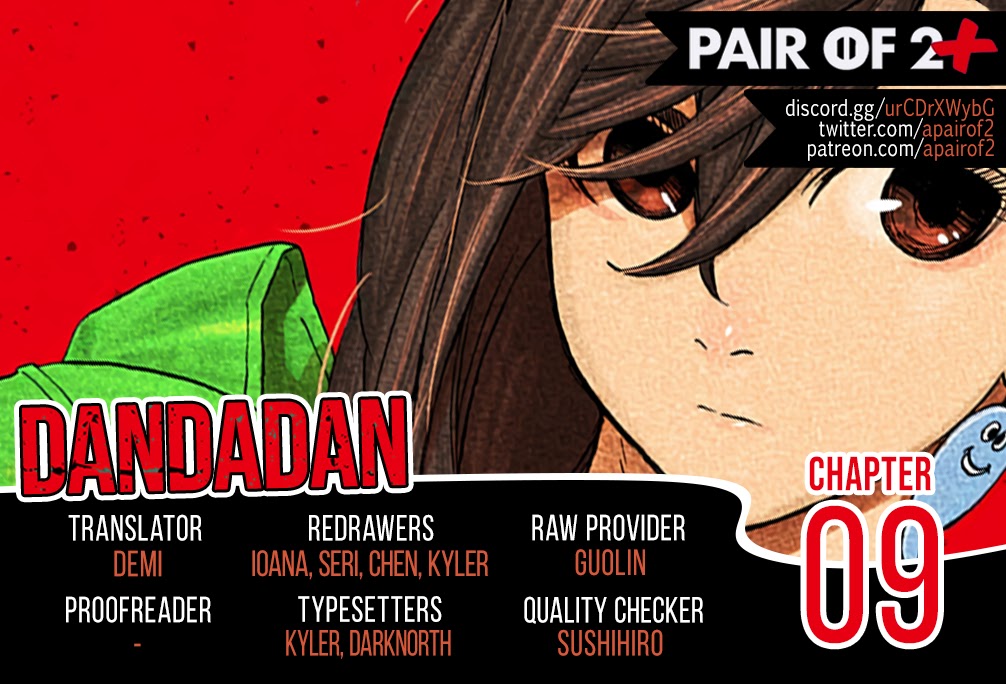 PAIR OF 2+
discord.gg/urCDrXWybG
twitter.com/apairof2
patreon.com/apairof2
DANDADAN
CHAPTER
09
TRANSLATOR
DEMI
REDRAWERS
IOANA, SERI, CHEN, KYLER
RAW PROVIDER
GUOLIN
PROOFREADER
-
TYPESETTERS
KYLER, DARKNORTH
QUALITY CHECKER
SUSHIHIRO